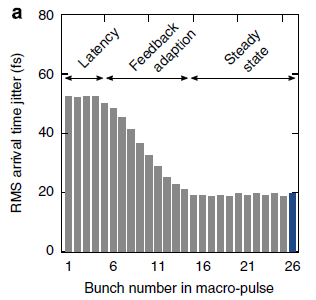 a
80
60
40
20
0
RMS arrival time jitter (fs)
Latency
Feedback
adaption
Steady
state
1 6 11 16 21 26
Bunch number in macro-pulse